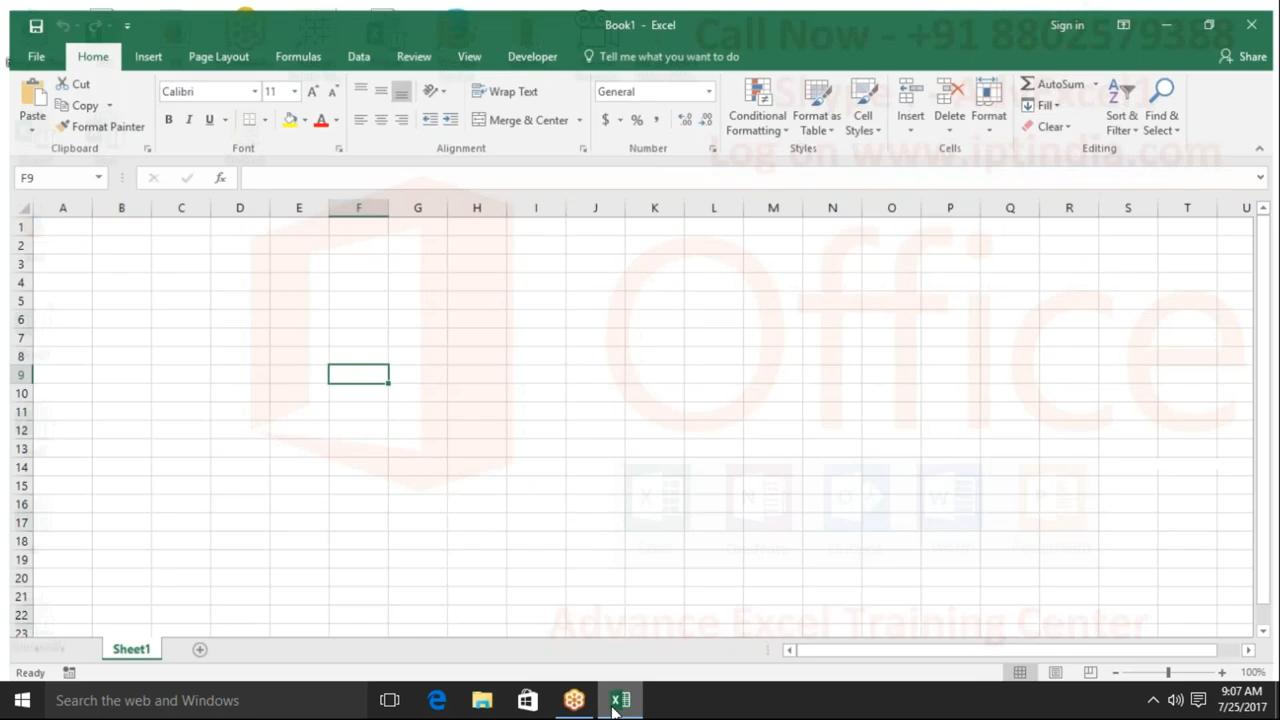 Book1 - Excel
Sign in
Call Now - +91 8802579388
File Home Insert Page Layout Formulas Data Review View Developer Tell me what you want to do Share
Cut
Copy
Format Painter
Paste
Clipboard
Calibri 11
B I U
Font
Wrap Text
Merge & Center
Alignment
General
$ % ,
Number
Conditional Formatting
Format as Table
Cell Styles
Styles
Insert
Delete
Format
Cells
AutoSum
Fill
Clear
Sort & Filter
Find & Select
Editing
Log on www.iptindia.com
F9
fx
A B C D E F G H I J K L M N O P Q R S T U
1
2
3
4
5
6
7
8
9
10
11
12
13
14
15
16
17
18
19
20
21
22
23
Office
Advance Excel Training Center
Sheet1
Ready
100%
Search the web and Windows
9:07 AM
7/25/2017